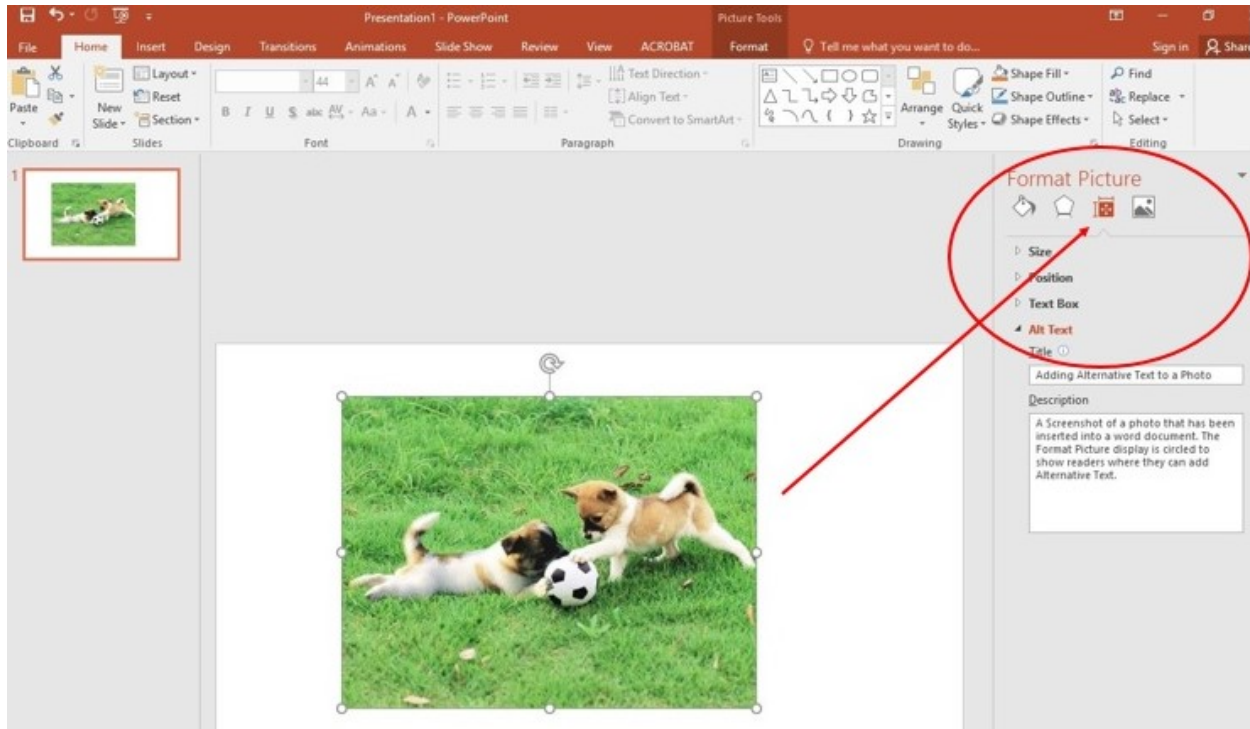 Presentation1 - PowerPoint
Picture Tools
File Home Insert Design Transitions Animations Slide Show Review View ACROBAT Format Tell me what you want to do... Sign in Shar
Paste
New
Slide
Layout
Reset
Section
44
B I U S abc AV Aa A
Text Direction
Align Text
Convert to SmartArt
Arrange
Quick
Styles
Shape Fill
Shape Outline
Shape Effects
Find
Replace
Select
Clipboard Slides Font Paragraph Drawing Editing
1
Format Picture
Size
Position
Text Box
Alt Text
Title
Adding Alternative Text to a Photo
Description
A Screenshot of a photo that has been
inserted into a word document. The
Format Picture display is circled to
show readers where they can add
Alternative Text.